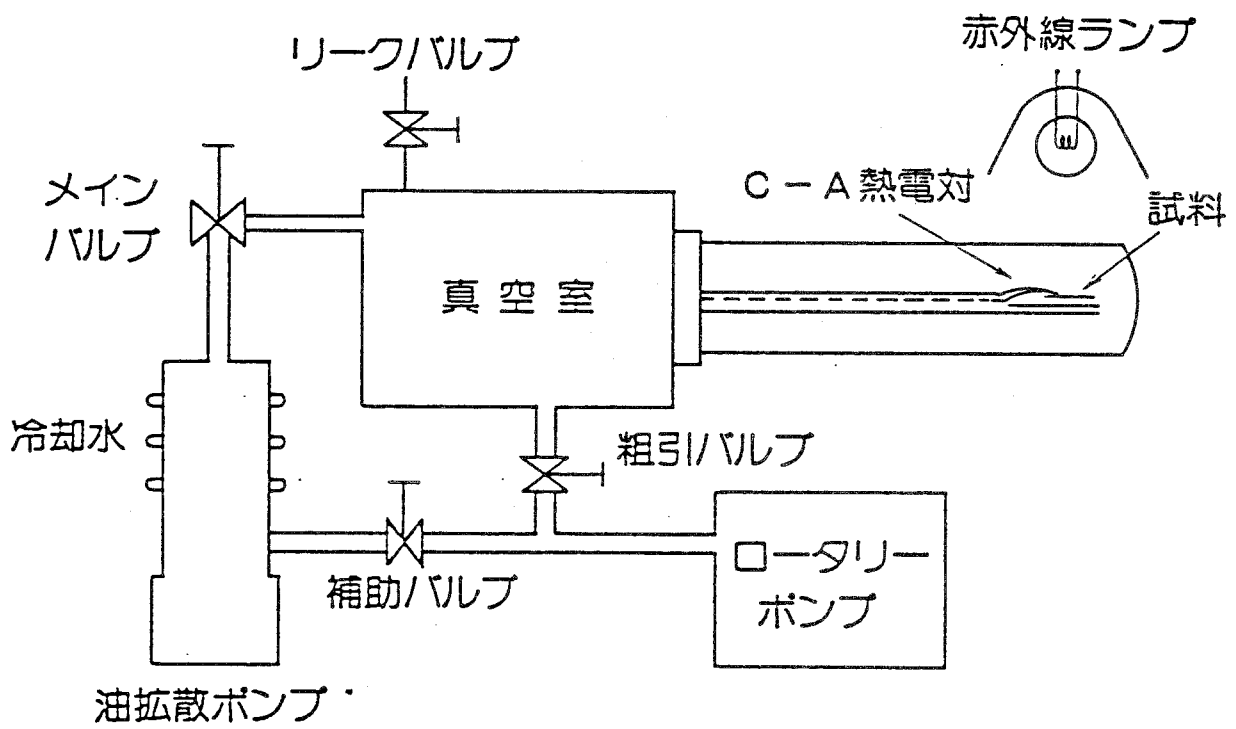 リークバルブ
赤外線ランプ
メイン
バルブ
C-A熱電対
試料
真空室
冷却水
粗引バルブ
補助バルブ
ロータリー
ポンプ
油拡散ポンプ